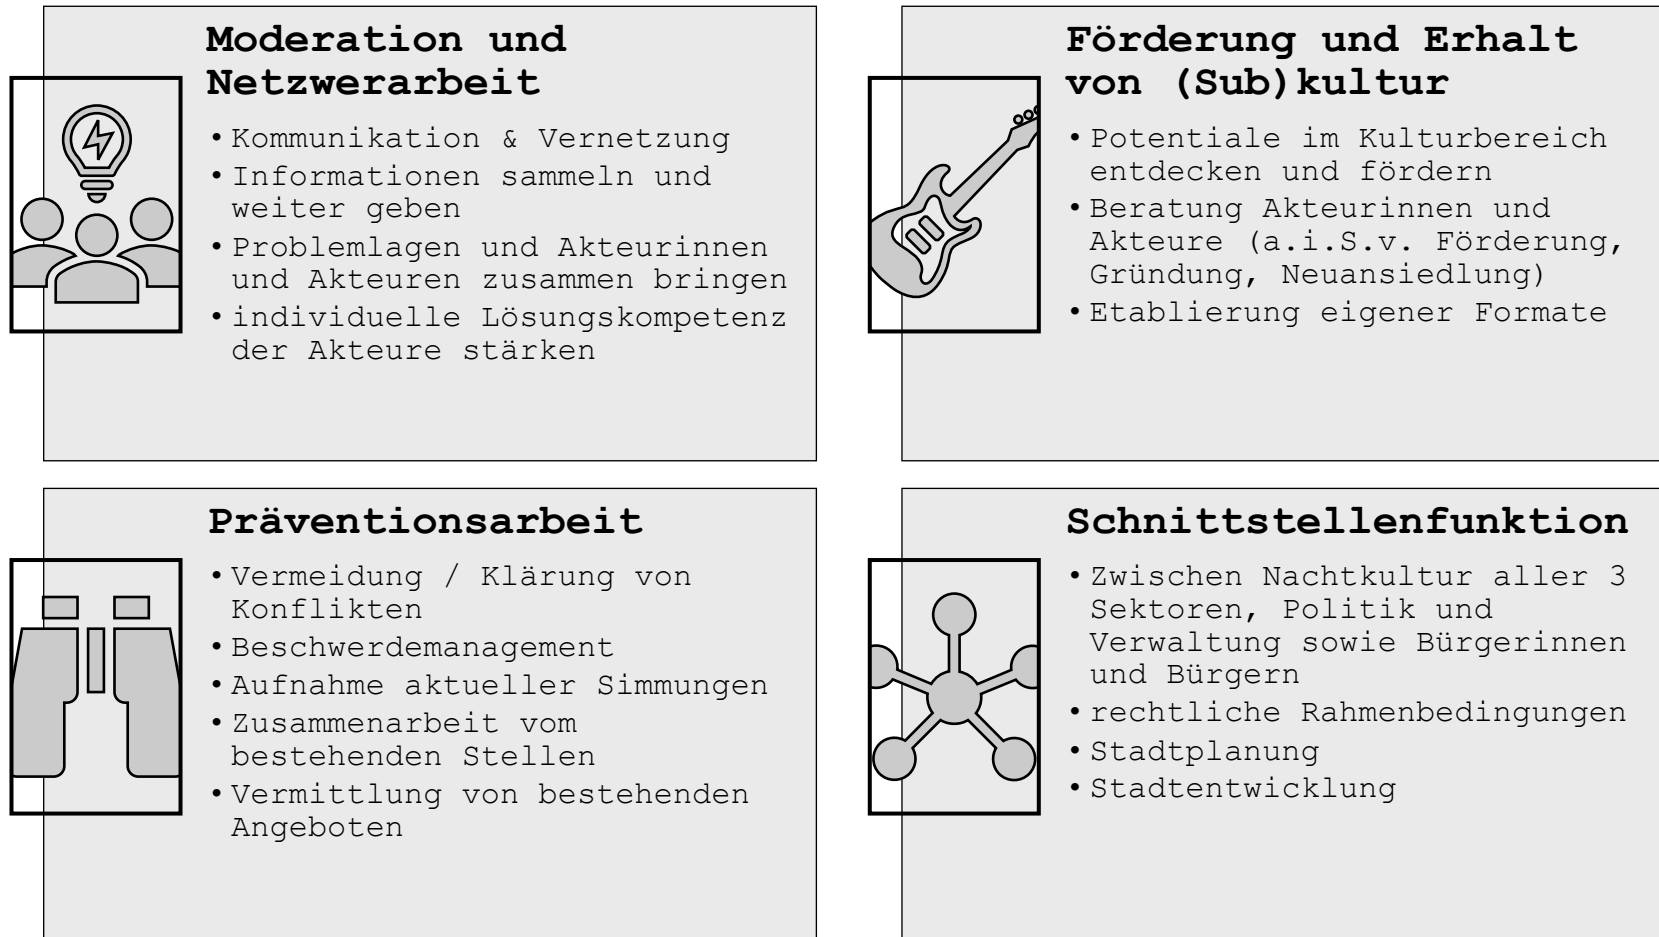 Moderation und
Netzwerarbeit
• Kommunikation & Vernetzung
• Informationen sammeln und
weiter geben
• Problemlagen und Akteurinnen
und Akteuren zusammen bringen
• individuelle Lösungskompetenz
der Akteure stärken
Förderung und Erhalt
von (Sub)kultur
• Potentiale im Kulturbereich
entdecken und fördern
• Beratung Akteurinnen und
Akteure (a.i.S.v. Förderung,
Gründung, Neuansiedlung)
• Etablierung eigener Formate
Präventionsarbeit
• Vermeidung / Klärung von
Konflikten
• Beschwerdemanagement
• Aufnahme aktueller Simmungen
• Zusammenarbeit vom
bestehenden Stellen
• Vermittlung von bestehenden
Angeboten
Schnittstellenfunktion
• Zwischen Nachtkultur aller 3
Sektoren, Politik und
Verwaltung sowie Bürgerinnen
und Bürgern
• rechtliche Rahmenbedingungen
• Stadtplanung
• Stadtentwicklung